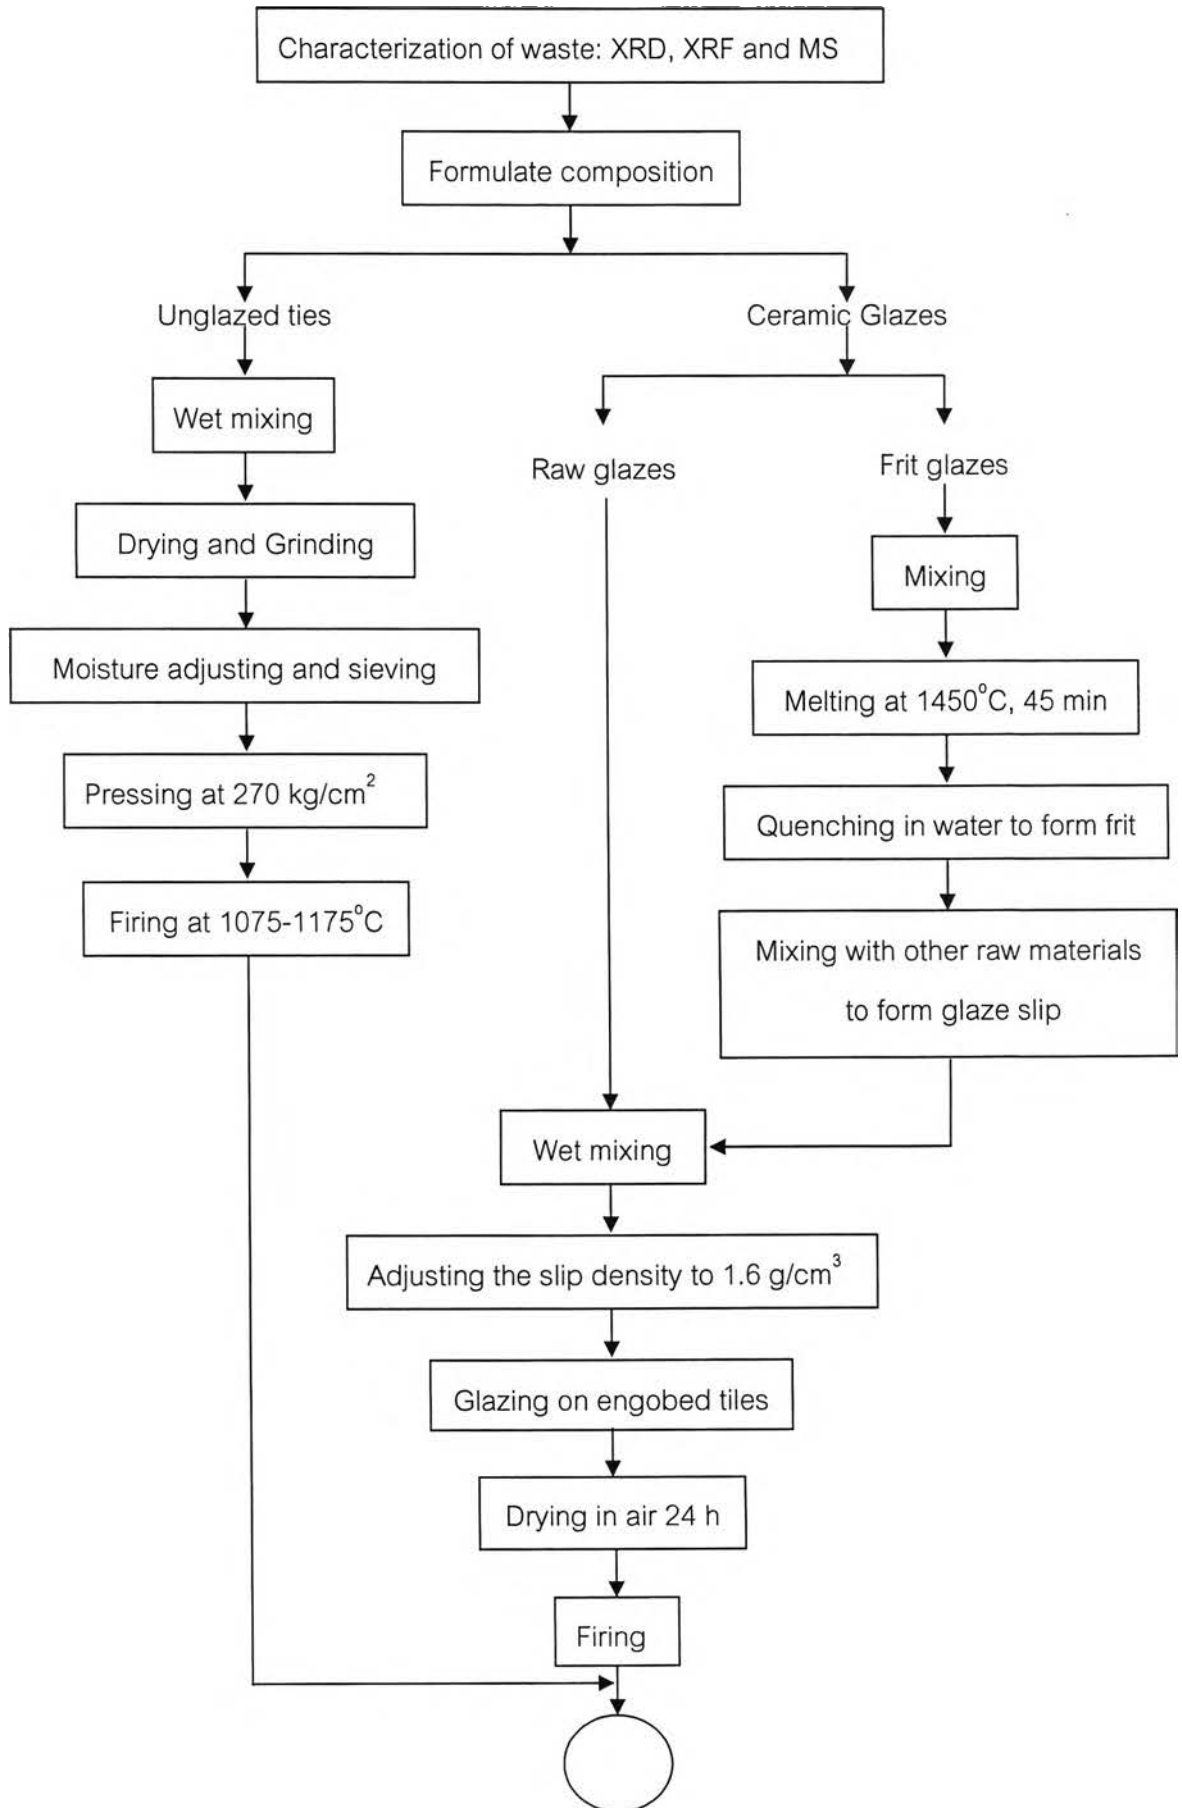 Characterization of waste: XRD, XRF and MS
Formulate composition
Unglazed ties
Ceramic Glazes
Wet mixing
Raw glazes
Frit glazes
Drying and Grinding
Mixing
Moisture adjusting and sieving
Melting at 1450°C, 45 min
Pressing at 270 kg/cm²
Quenching in water to form frit
Firing at 1075-1175°C
Mixing with other raw materials
to form glaze slip
Wet mixing
Adjusting the slip density to 1.6 g/cm³
Glazing on engobed tiles
Drying in air 24 h
Firing